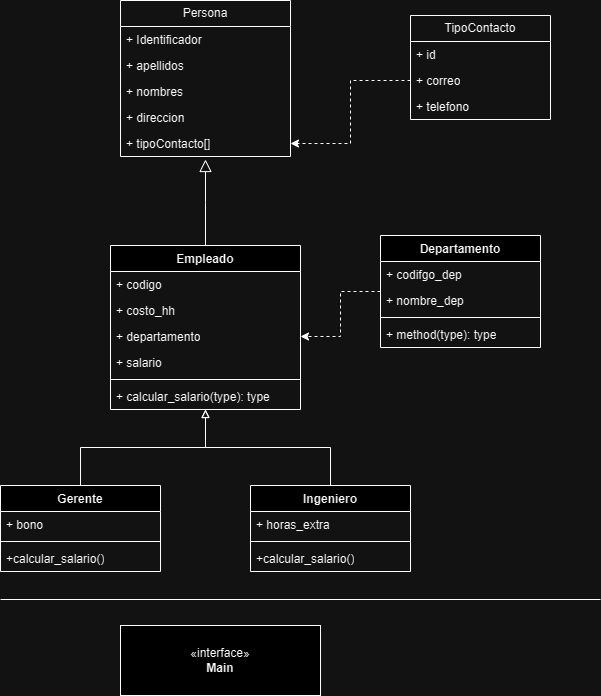 Persona
+ Identificador
+ apellidos
+ nombres
+ direccion
+ tipoContacto[]
TipoContacto
+ id
+ correo
+ telefono
Empleado
+ codigo
+ costo_hh
+ departamento
+ salario
+ calcular_salario(type): type
Departamento
+ codifgo_dep
+ nombre_dep
+ method(type): type
Gerente
+ bono
+calcular_salario()
Ingeniero
+ horas_extra
+calcular_salario()
«interface»
Main